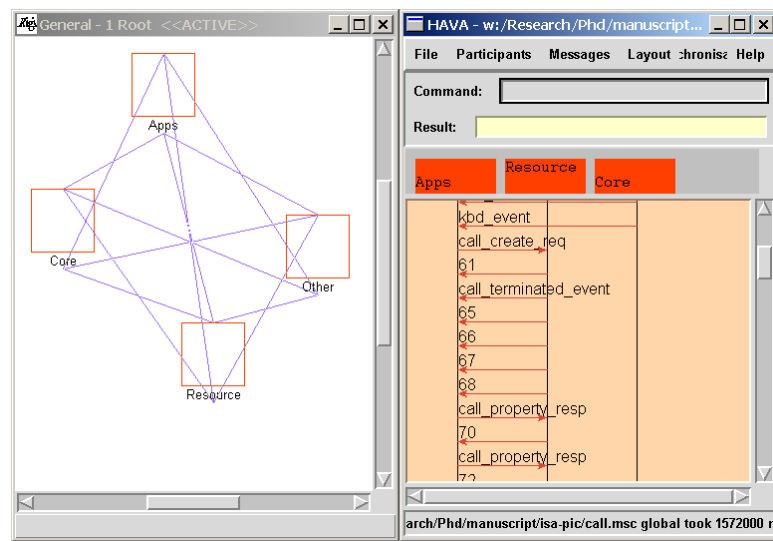 General - 1 Root <<ACTIVE>>
Apps
Core
Other
Resource
HAVA - w:/Research/Phd/manuscript...
File Participants Messages Layout :hronisa Help
Command:
Result:
Apps Resource Core
kbd_event
call_create_req
61
call_terminated_event
65
66
67
68
call_property_resp
70
call_property_resp
72
arch/Phd/manuscript/isa-pic/call.msc global took 1572000